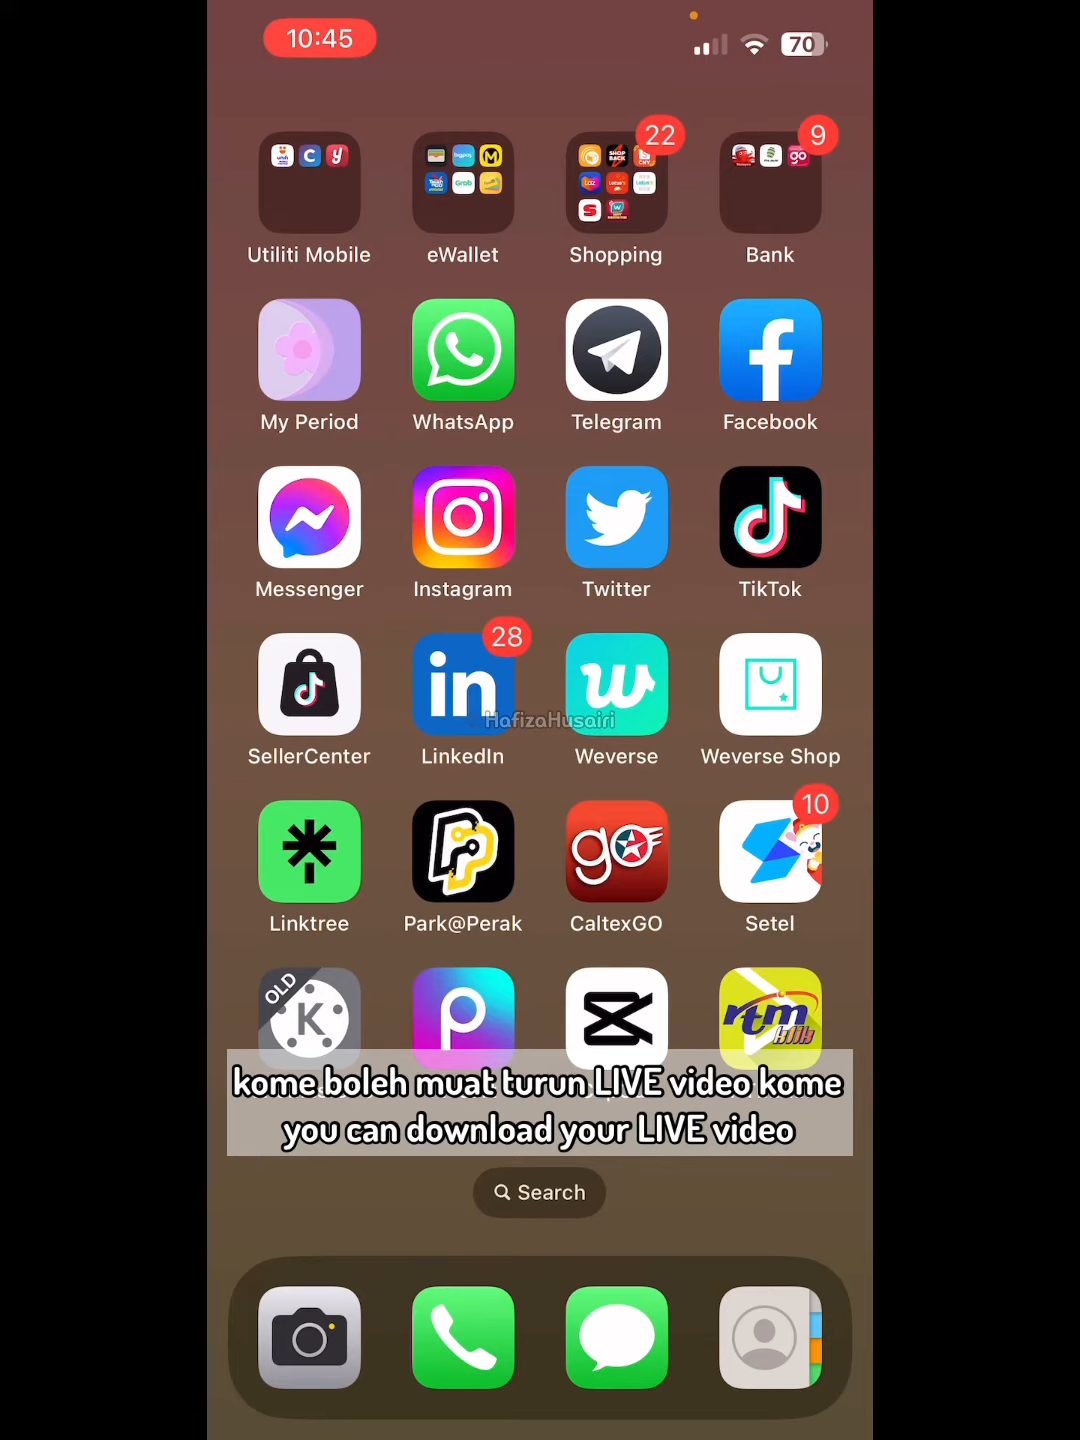 10:45
70
22
9
Utiliti Mobile
eWallet
Shopping
Bank
My Period
WhatsApp
Telegram
Facebook
Messenger
Instagram
Twitter
TikTok
28
in
HafizaHusairi
SellerCenter
LinkedIn
Weverse
Weverse Shop
10
go
Linktree
Park@Perak
CaltexGO
Setel
OLD
K
rtm
klik
kome boleh muat turun LIVE video kome
you can download your LIVE video
Search